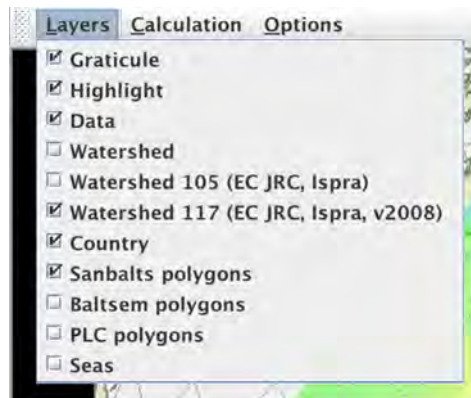 Layers Calculation Options
Graticule
Highlight
Data
Watershed
Watershed 105 (EC JRC, Ispra)
Watershed 117 (EC JRC, Ispra, v2008)
Country
Sanbalts polygons
Baltsem polygons
PLC polygons
Seas